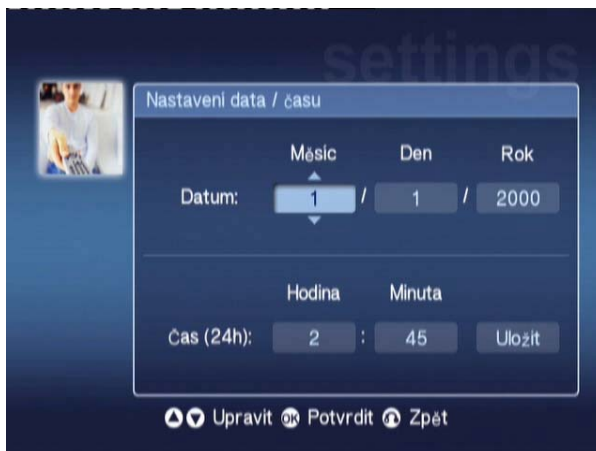 settings
Nastaveni data / času
Měsic Den Rok
Datum: 1 / 1 / 2000
Hodina Minuta
Čas (24h): 2 : 45 Uložit
Upravit OK Potvrdit Zpět